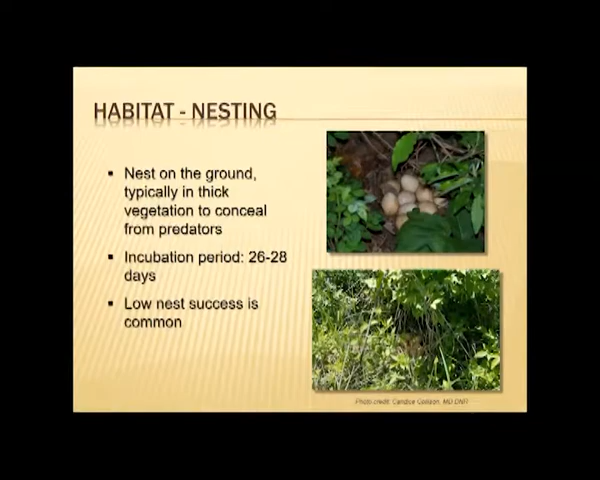 HABITAT - NESTING
▪ Nest on the ground,
typically in thick
vegetation to conceal
from predators
▪ Incubation period: 26-28
days
▪ Low nest success is
common
Photo credit: Candice MD DNR